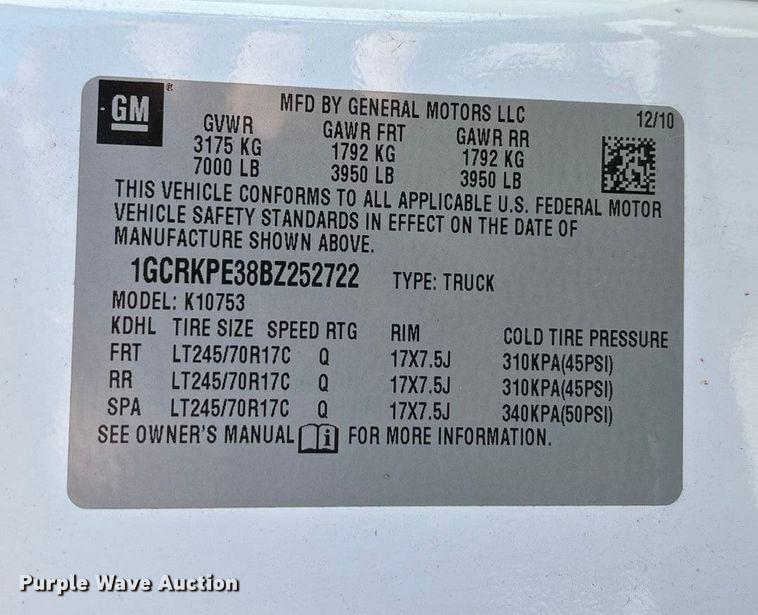 GM
MFD BY GENERAL MOTORS LLC 12/10
GVWR GAWR FRT GAWR RR
3175 KG 1792 KG 1792 KG
7000 LB 3950 LB 3950 LB
THIS VEHICLE CONFORMS TO ALL APPLICABLE U.S. FEDERAL MOTOR
VEHICLE SAFETY STANDARDS IN EFFECT ON THE DATE OF
MANUFACTURE SHOWN ABOVE.
1GCRKPE38BZ252722 TYPE: TRUCK
MODEL: K10753
KDHL TIRE SIZE SPEED RTG RIM COLD TIRE PRESSURE
FRT LT245/70R17C Q 17X7.5J 310KPA(45PSI)
RR LT245/70R17C Q 17X7.5J 310KPA(45PSI)
SPA LT245/70R17C Q 17X7.5J 340KPA(50PSI)
SEE OWNER'S MANUAL i FOR MORE INFORMATION.
Purple Wave Auction